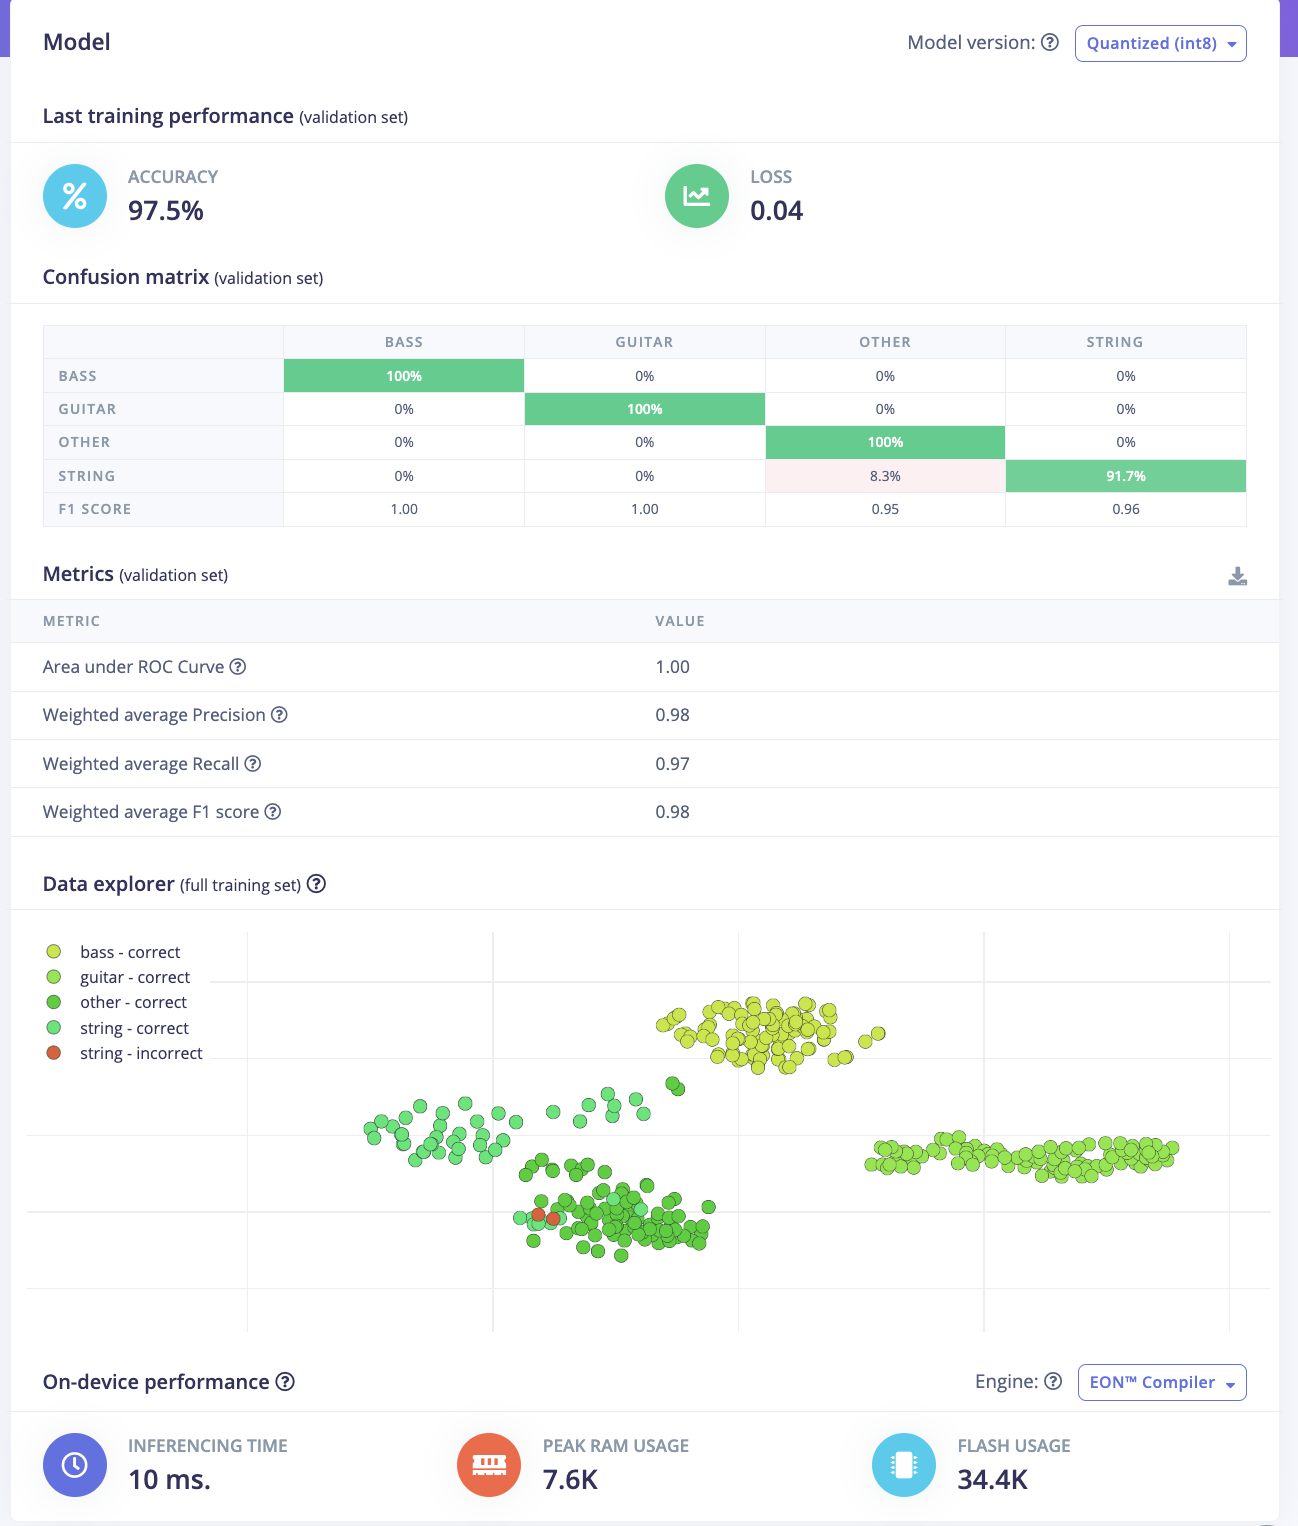 Model
Model version: Quantized (int8)
Last training performance (validation set)
ACCURACY
97.5%
LOSS
0.04
Confusion matrix (validation set)
BASS GUITAR OTHER STRING
BASS 100% 0% 0% 0%
GUITAR 0% 100% 0% 0%
OTHER 0% 0% 100% 0%
STRING 0% 0% 8.3% 91.7%
F1 SCORE 1.00 1.00 0.95 0.96
Metrics (validation set)
METRIC VALUE
Area under ROC Curve 1.00
Weighted average Precision 0.98
Weighted average Recall 0.97
Weighted average F1 score 0.98
Data explorer (full training set)
bass - correct
guitar - correct
other - correct
string - correct
string - incorrect
On-device performance
Engine: EON™ Compiler
INFERENCING TIME
10 ms.
PEAK RAM USAGE
7.6K
FLASH USAGE
34.4K